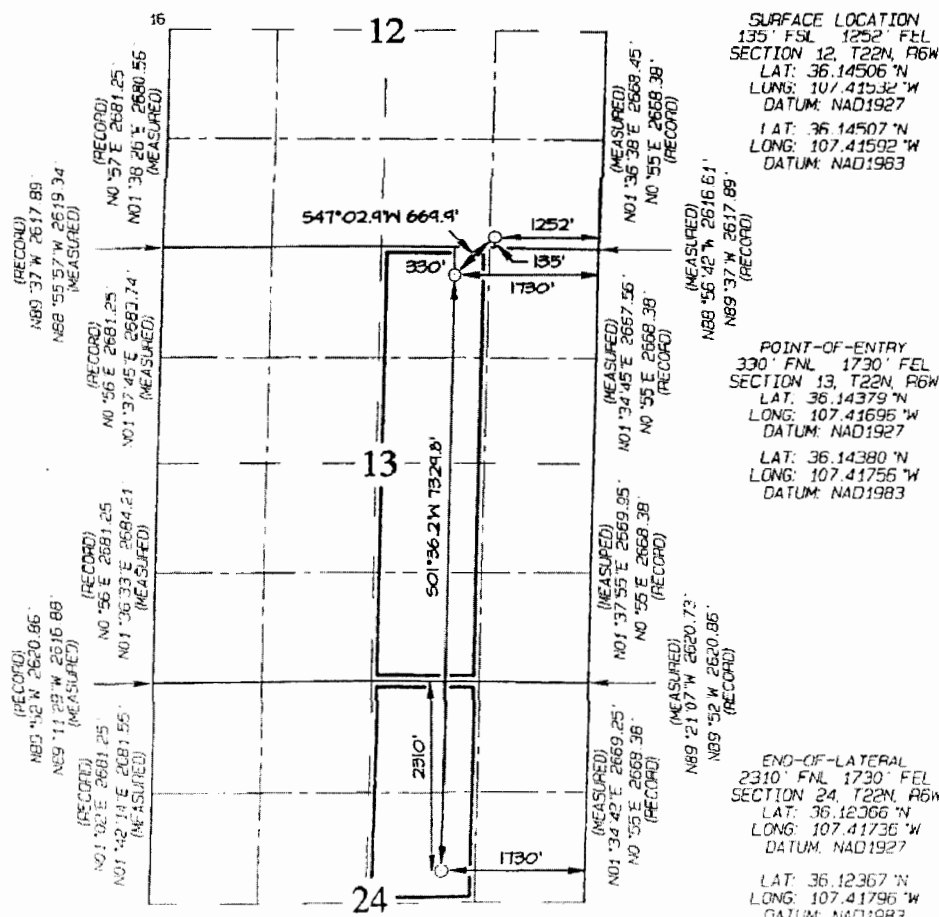 16
12
SURFACE LOCATION
135' FSL 1252' FEL
SECTION 12, T22N, R6W
LAT: 36.14506 °N
LONG: 107.41532 °W
DATUM: NAD1927
LAT: 36.14507 °N
LONG: 107.41592 °W
DATUM: NAD1983
(RECORD)
N0 °57'E 2681.25'
N01 °38'26"E 2680.56'
(MEASURED)
(MEASURED)
N01 °36'38"E 2668.45'
N0 °55'E 2668.38'
(RECORD)
(RECORD)
N89 °37'W 2617.89'
N88 °55'57"W 2619.34'
(MEASURED)
S47°02.9'W 669.9'
1252'
135'
330'
1730'
(MEASURED)
N88 °56'42"W 2616.61'
N89 °37'W 2617.89'
(RECORD)
(RECORD)
N0 °56'E 2681.25'
N01 °37'45"E 2683.74'
(MEASURED)
(MEASURED)
N01 °34'45"E 2667.56'
N0 °55'E 2668.38'
(RECORD)
POINT-OF-ENTRY
330' FNL 1730' FEL
SECTION 13, T22N, R6W
LAT: 36.14379 °N
LONG: 107.41696 °W
DATUM: NAD1927
LAT: 36.14380 °N
LONG: 107.41756 °W
DATUM: NAD1983
13
S01°36.2'W 7329.8'
(RECORD)
N0 °56'E 2681.25'
N01 °36'33"E 2684.21'
(MEASURED)
(MEASURED)
N01 °37'55"E 2669.95'
N0 °55'E 2668.38'
(RECORD)
(RECORD)
N89 °52'W 2620.86'
N89 °11'29"W 2616.88'
(MEASURED)
(MEASURED)
N89 °21'07"W 2620.73'
N89 °52'W 2620.86'
(RECORD)
(RECORD)
N01 °02'E 2681.25'
N01 °42'14"E 2681.55'
(MEASURED)
2310'
1730'
(MEASURED)
N01 °34'42"E 2669.25'
N0 °55'E 2668.38'
(RECORD)
END-OF-LATERAL
2310' FNL 1730' FEL
SECTION 24, T22N, R6W
LAT: 36.12366 °N
LONG: 107.41736 °W
DATUM: NAD1927
LAT: 36.12367 °N
LONG: 107.41796 °W
DATUM: NAD1983
24